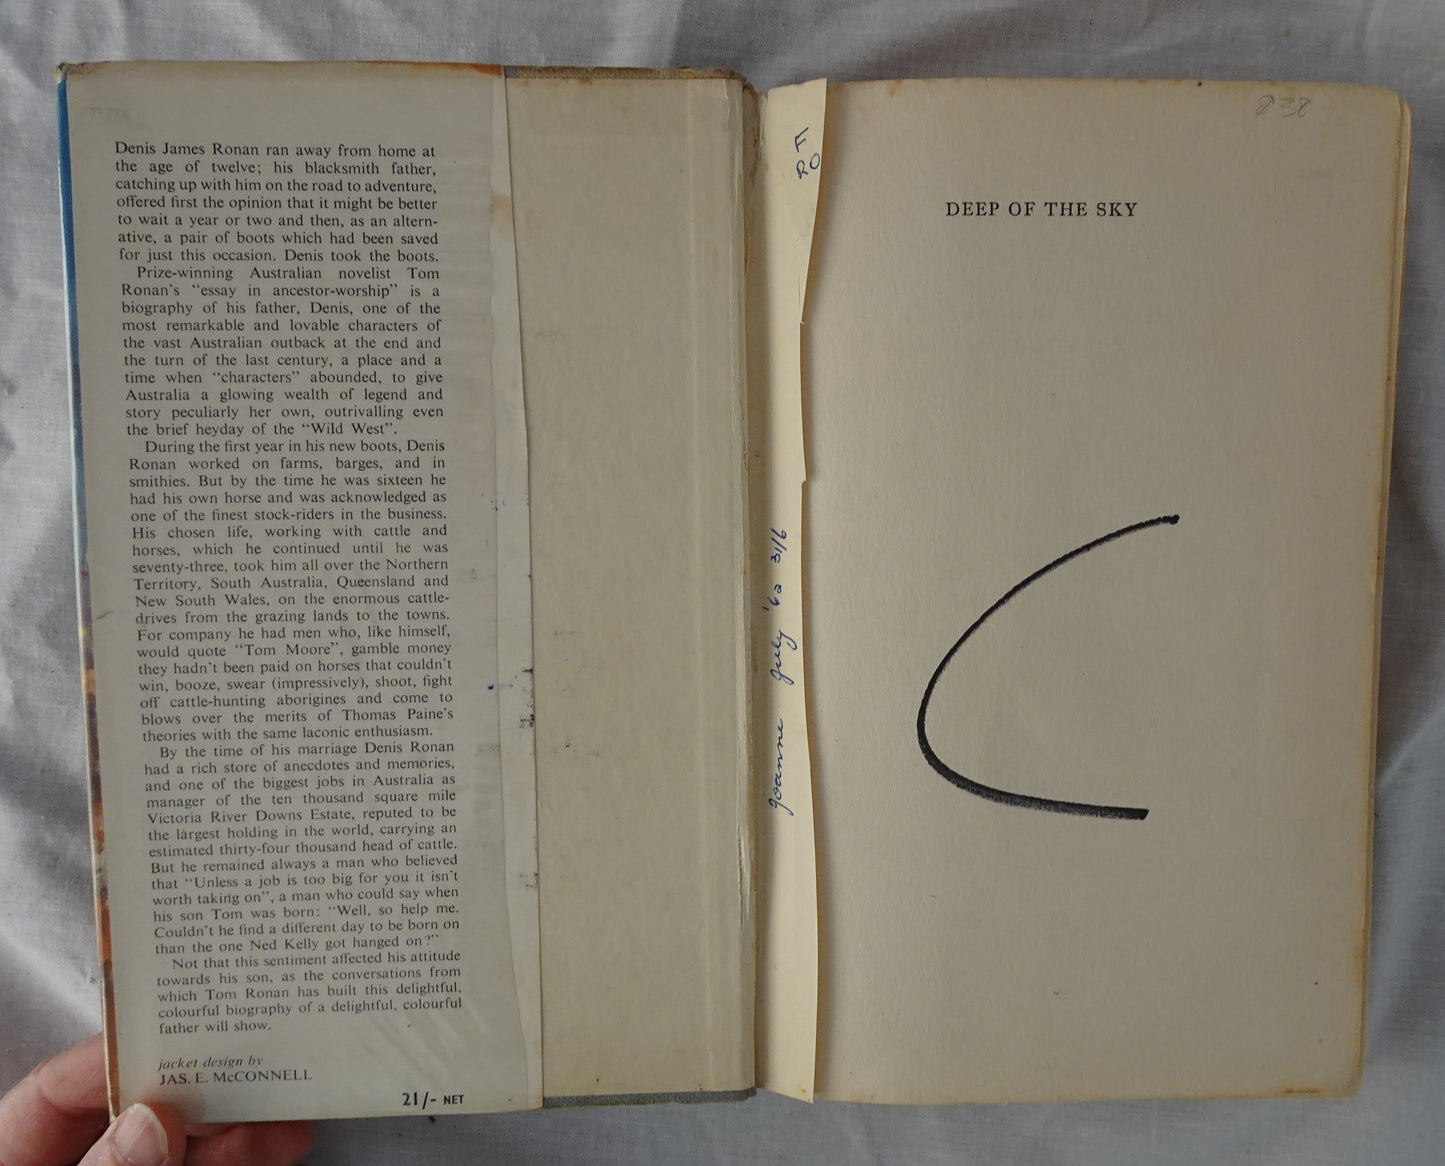 Denis James Ronan ran away from home at
the age of twelve; his blacksmith father,
catching up with him on the road to adventure,
offered first the opinion that it might be better
to wait a year or two and then, as an altern-
ative, a pair of boots which had been saved
for just this occasion. Denis took the boots.
Prize-winning Australian novelist Tom
Ronan's "essay in ancestor-worship" is a
biography of his father, Denis, one of the
most remarkable and lovable characters of
the vast Australian outback at the end and
the turn of the last century, a place and a
time when "characters" abounded, to give
Australia a glowing wealth of legend and
story peculiarly her own, outrivalling even
the brief heyday of the "Wild West".
During the first year in his new boots, Denis
Ronan worked on farms, barges, and in
smithies. But by the time he was sixteen he
had his own horse and was acknowledged as
one of the finest stock-riders in the business.
His chosen life, working with cattle and
horses, which he continued until he was
seventy-three, took him all over the Northern
Territory, South Australia, Queensland and
New South Wales, on the enormous cattle-
drives from the grazing lands to the towns.
For company he had men who, like himself,
would quote "Tom Moore", gamble money
they hadn't been paid on horses that couldn't
win, booze, swear (impressively), shoot, fight
off cattle-hunting aborigines and come to
blows over the merits of Thomas Paine's
theories with the same laconic enthusiasm.
By the time of his marriage Denis Ronan
had a rich store of anecdotes and memories,
and one of the biggest jobs in Australia as
manager of the ten thousand square mile
Victoria River Downs Estate, reputed to be
the largest holding in the world, carrying an
estimated thirty-four thousand head of cattle.
But he remained always a man who believed
that "Unless a job is too big for you it isn't
worth taking on", a man who could say when
his son Tom was born: "Well, so help me.
Couldn't he find a different day to be born on
than the one Ned Kelly got hanged on?"
Not that this sentiment affected his attitude
towards his son, as the conversations from
which Tom Ronan has built this delightful,
colourful biography of a delightful, colourful
father will show.
jacket design by
JAS. E. McCONNELL
21/- NET
Joanne July '62 31/6
DEEP OF THE SKY